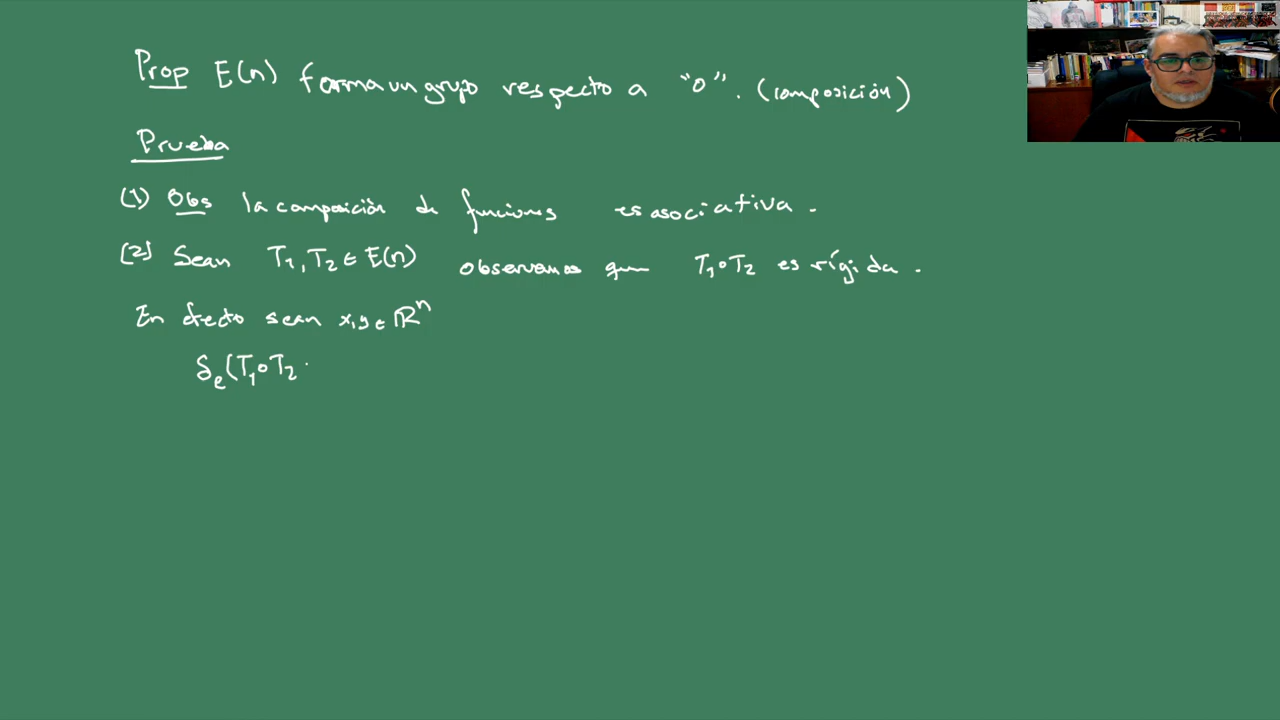 Prop E(n) forma un grupo respecto a "o". (composición)
Prueba
(1) Obs la composición de funciones es asociativa.
(2) Sean T₁, T₂ ∈ E(n) observamos que T₁∘T₂ es rígida.
En efecto sean x,y ∈ ℝⁿ
δₑ(T₁∘T₂